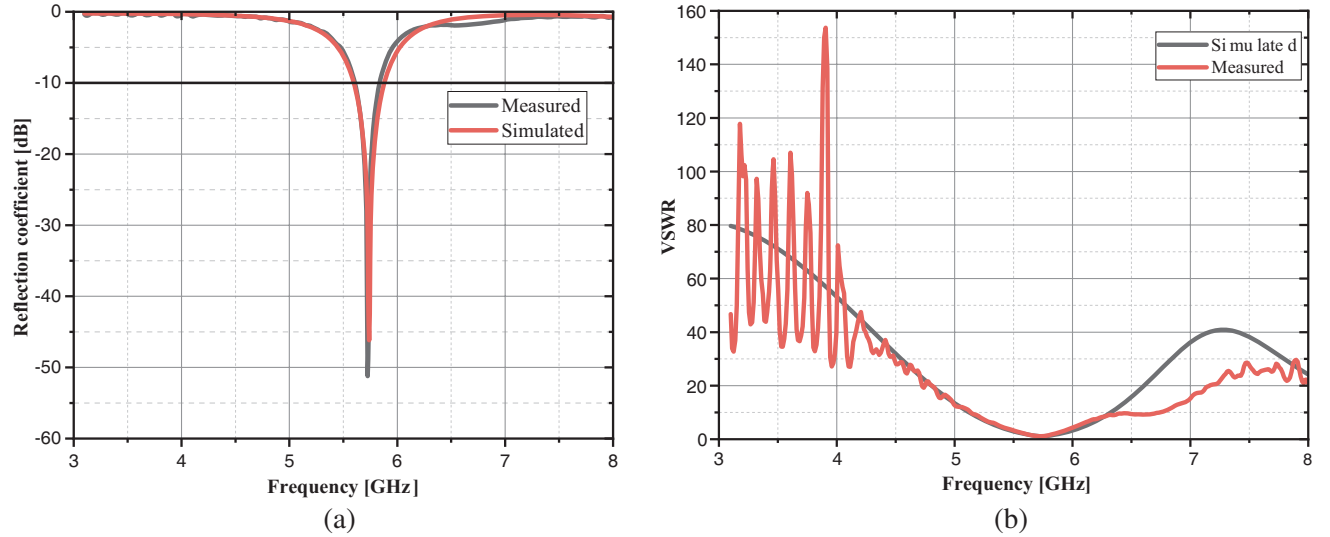 0
-10
-20
-30
-40
-50
-60
Reflection coefficient [dB]
Measured
Simulated
3 4 5 6 7 8
Frequency [GHz]
(a)
160
140
120
100
80
60
40
20
0
VSWR
Si mu late d
Measured
3 4 5 6 7 8
Frequency [GHz]
(b)